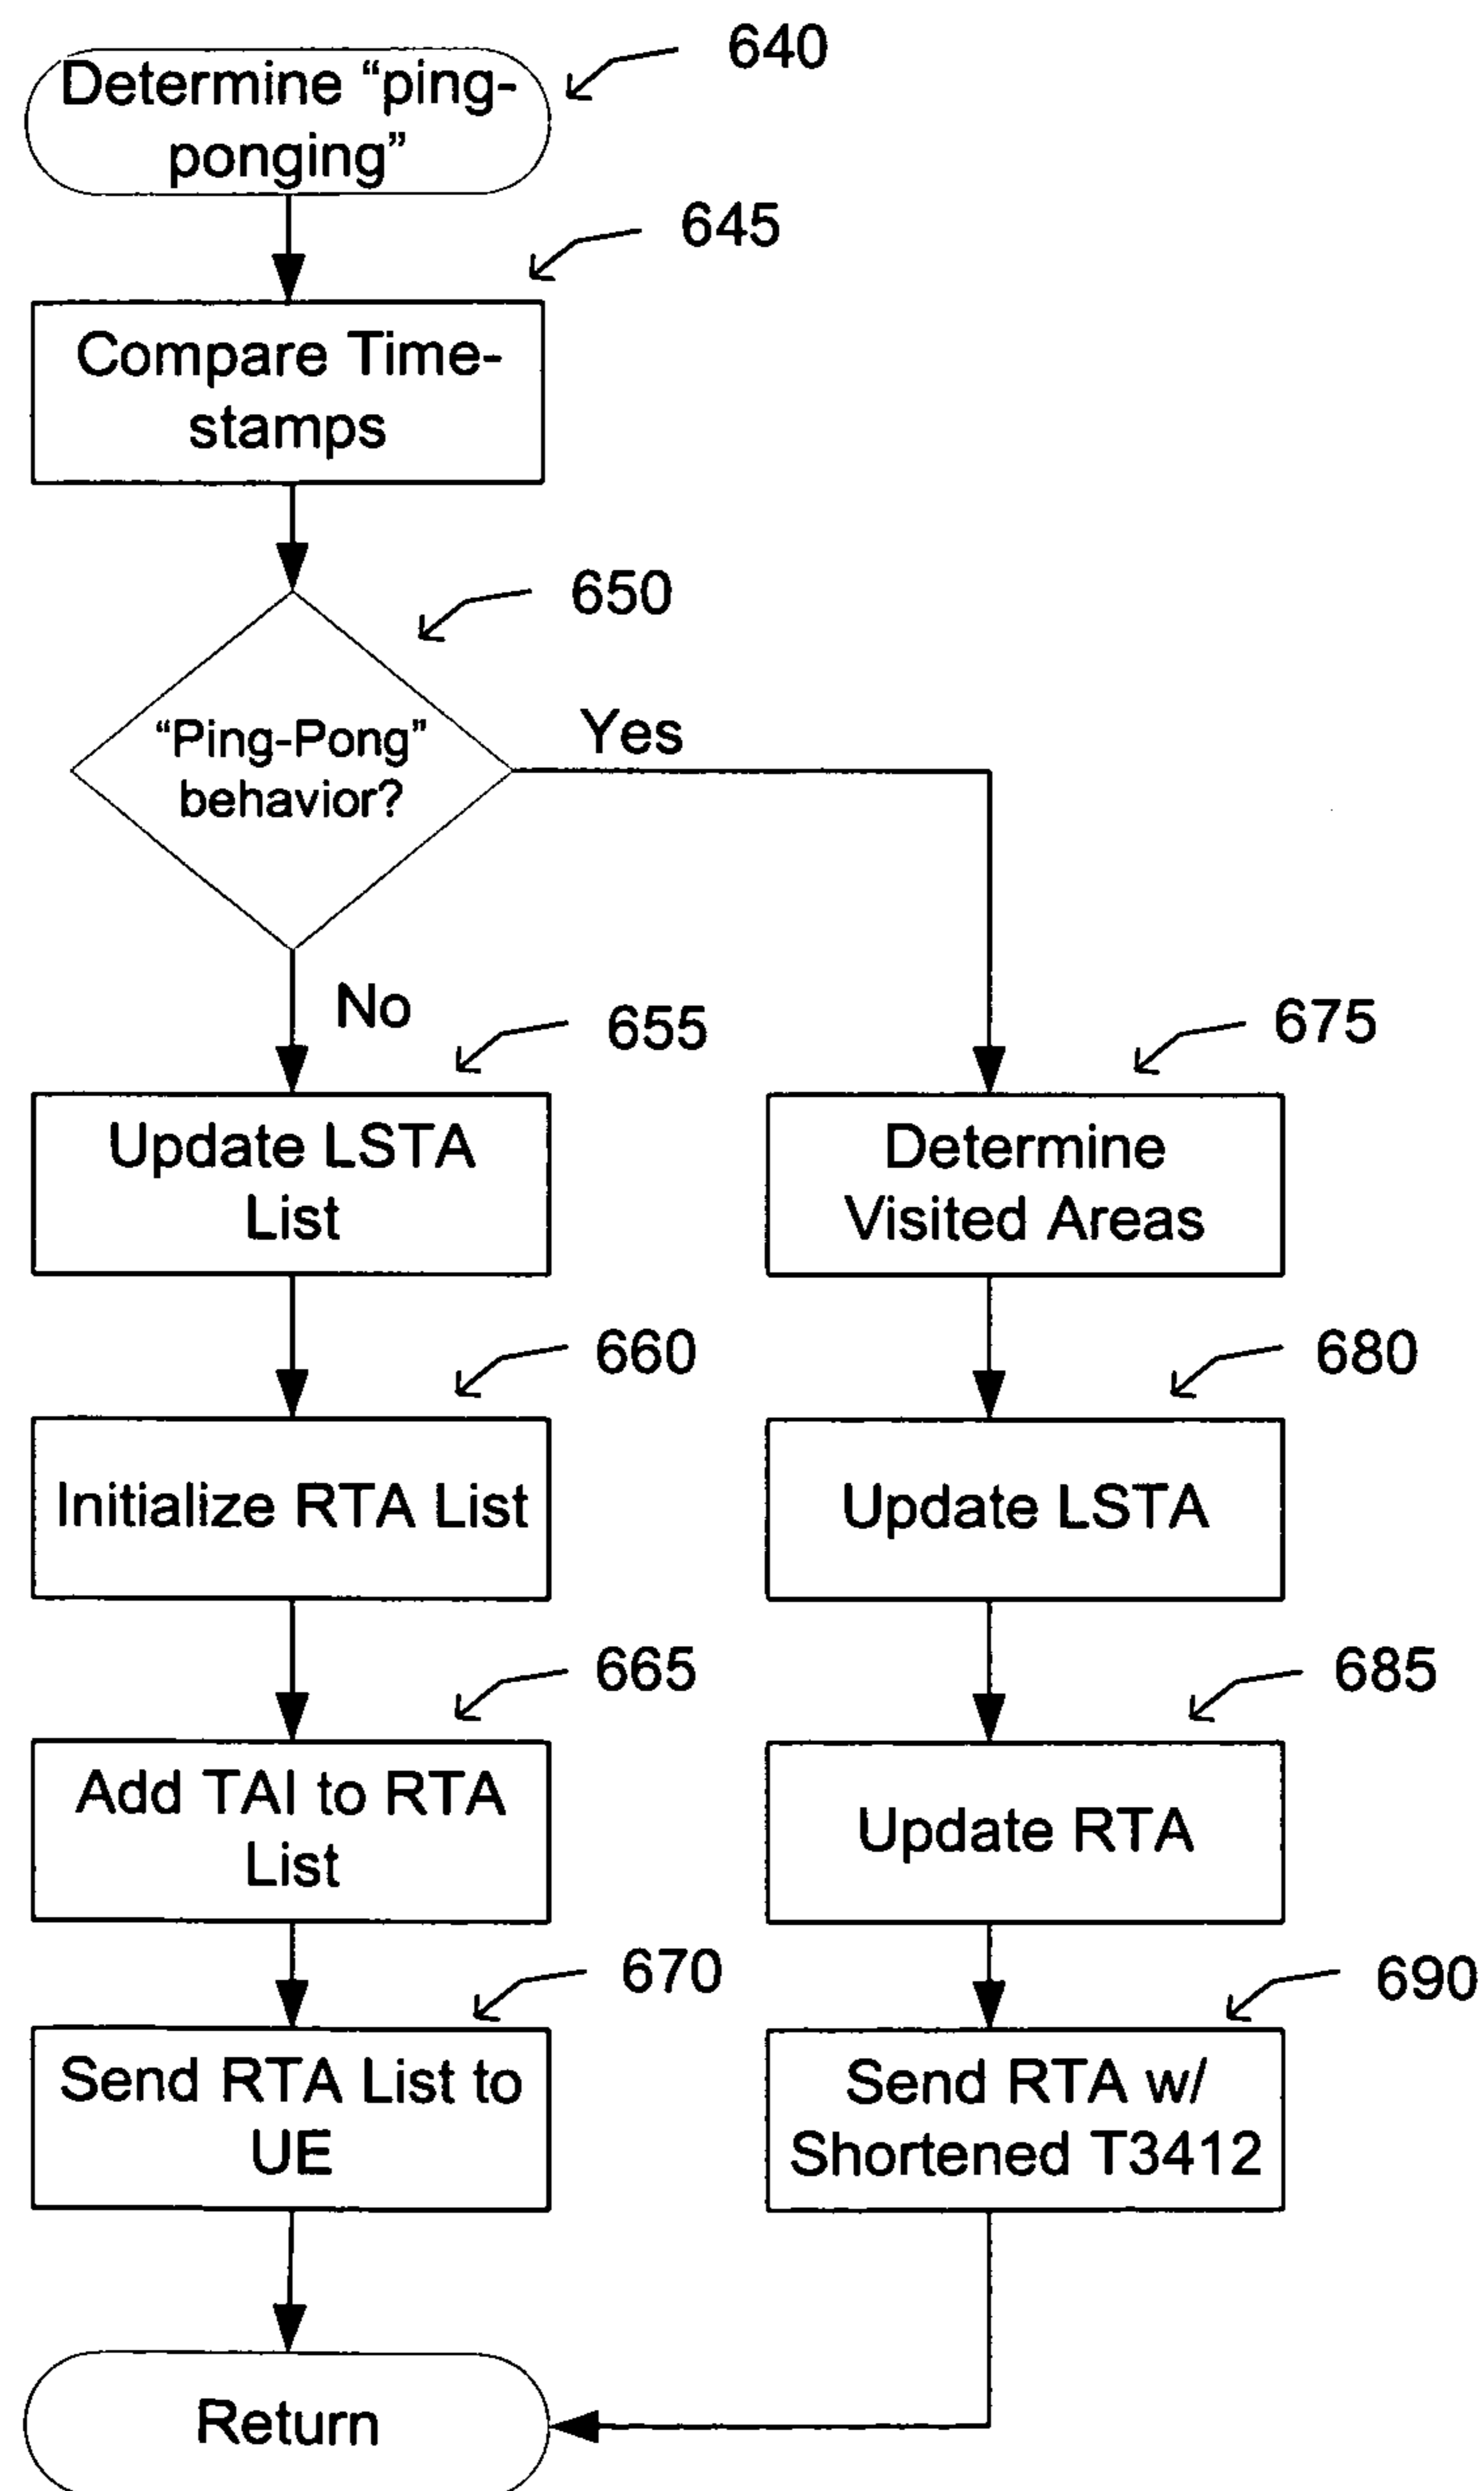 Determine “ping-
ponging”
640
645
Compare Time-
stamps
650
“Ping-Pong”
behavior?
Yes
No
655
675
Update LSTA
List
Determine
Visited Areas
660
680
Initialize RTA List
Update LSTA
665
685
Add TAI to RTA
List
Update RTA
670
690
Send RTA List to
UE
Send RTA w/
Shortened T3412
Return